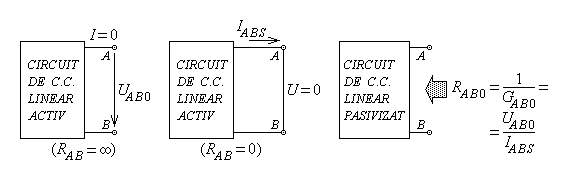 I=0
A
CIRCUIT
DE C.C.
LINEAR
ACTIV
U_AB0
B
(R_AB=∞)
I_ABS
A
CIRCUIT
DE C.C.
LINEAR
ACTIV
U=0
B
(R_AB=0)
A
CIRCUIT
DE C.C.
LINEAR
PASIVIZAT
B
R_AB0 = 1/G_AB0 =
= U_AB0/I_ABS